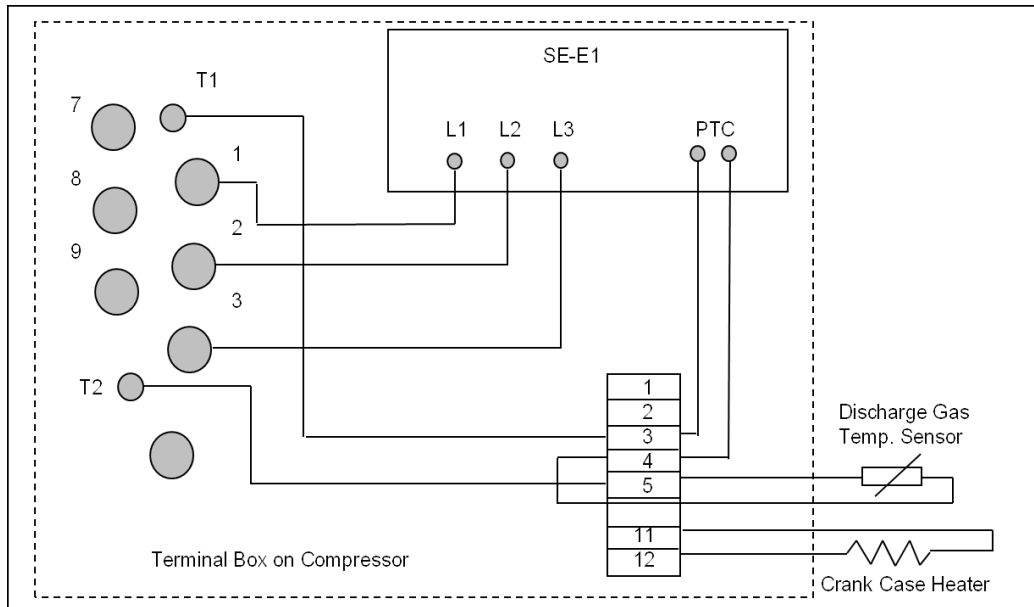 SE-E1
T1
7
L1 L2 L3 PTC
1
8
2
9
3
T2
1
2
3
4
5
11
12
Discharge Gas
Temp. Sensor
Terminal Box on Compressor
Crank Case Heater